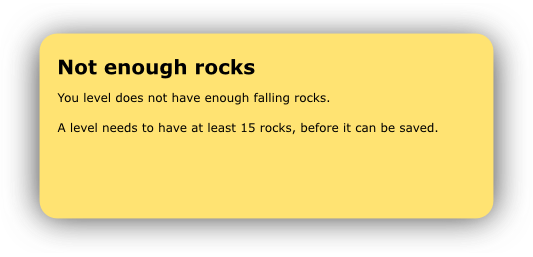 Not enough rocks
You level does not have enough falling rocks.
A level needs to have at least 15 rocks, before it can be saved.